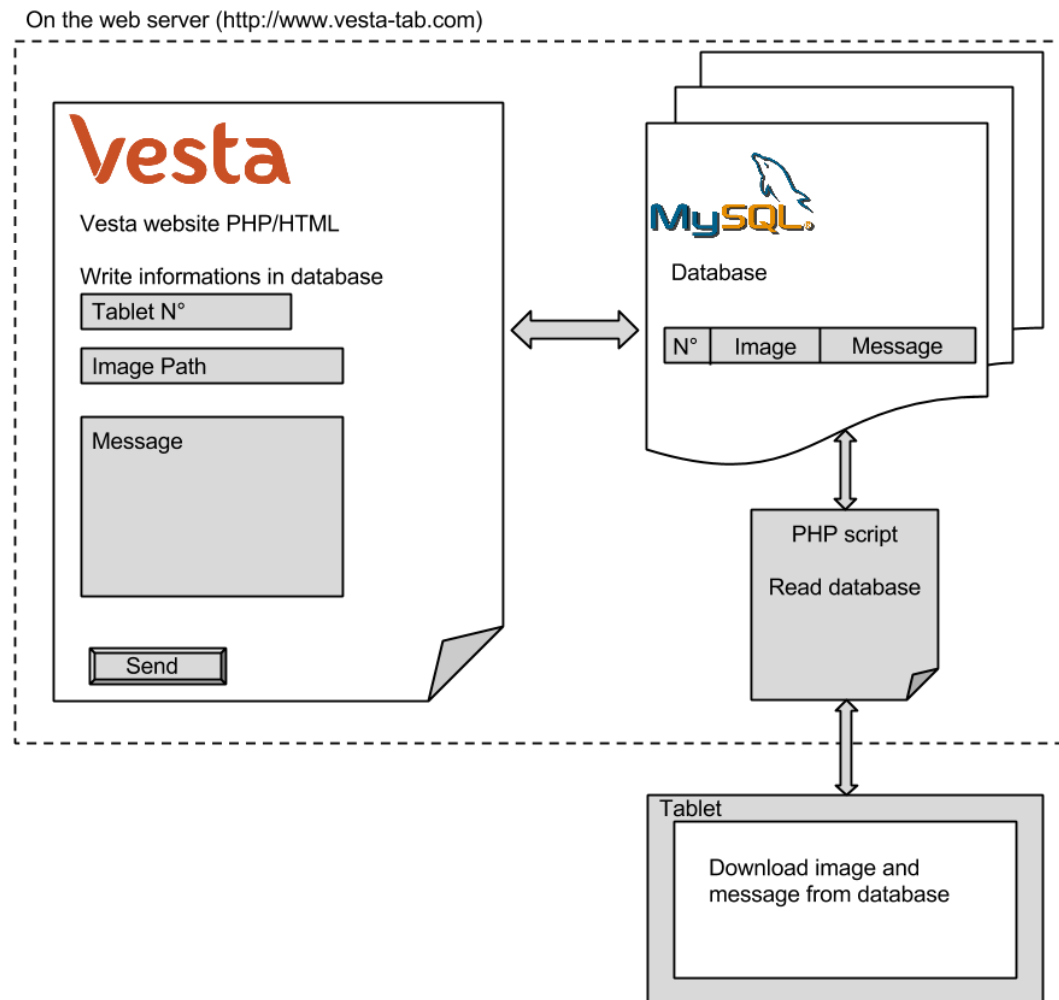 On the web server (http://www.vesta-tab.com)
Vesta
Vesta website PHP/HTML
Write informations in database
Tablet N°
Image Path
Message
Send
MySQL.
Database
N° Image Message
PHP script
Read database
Tablet
Download image and
message from database